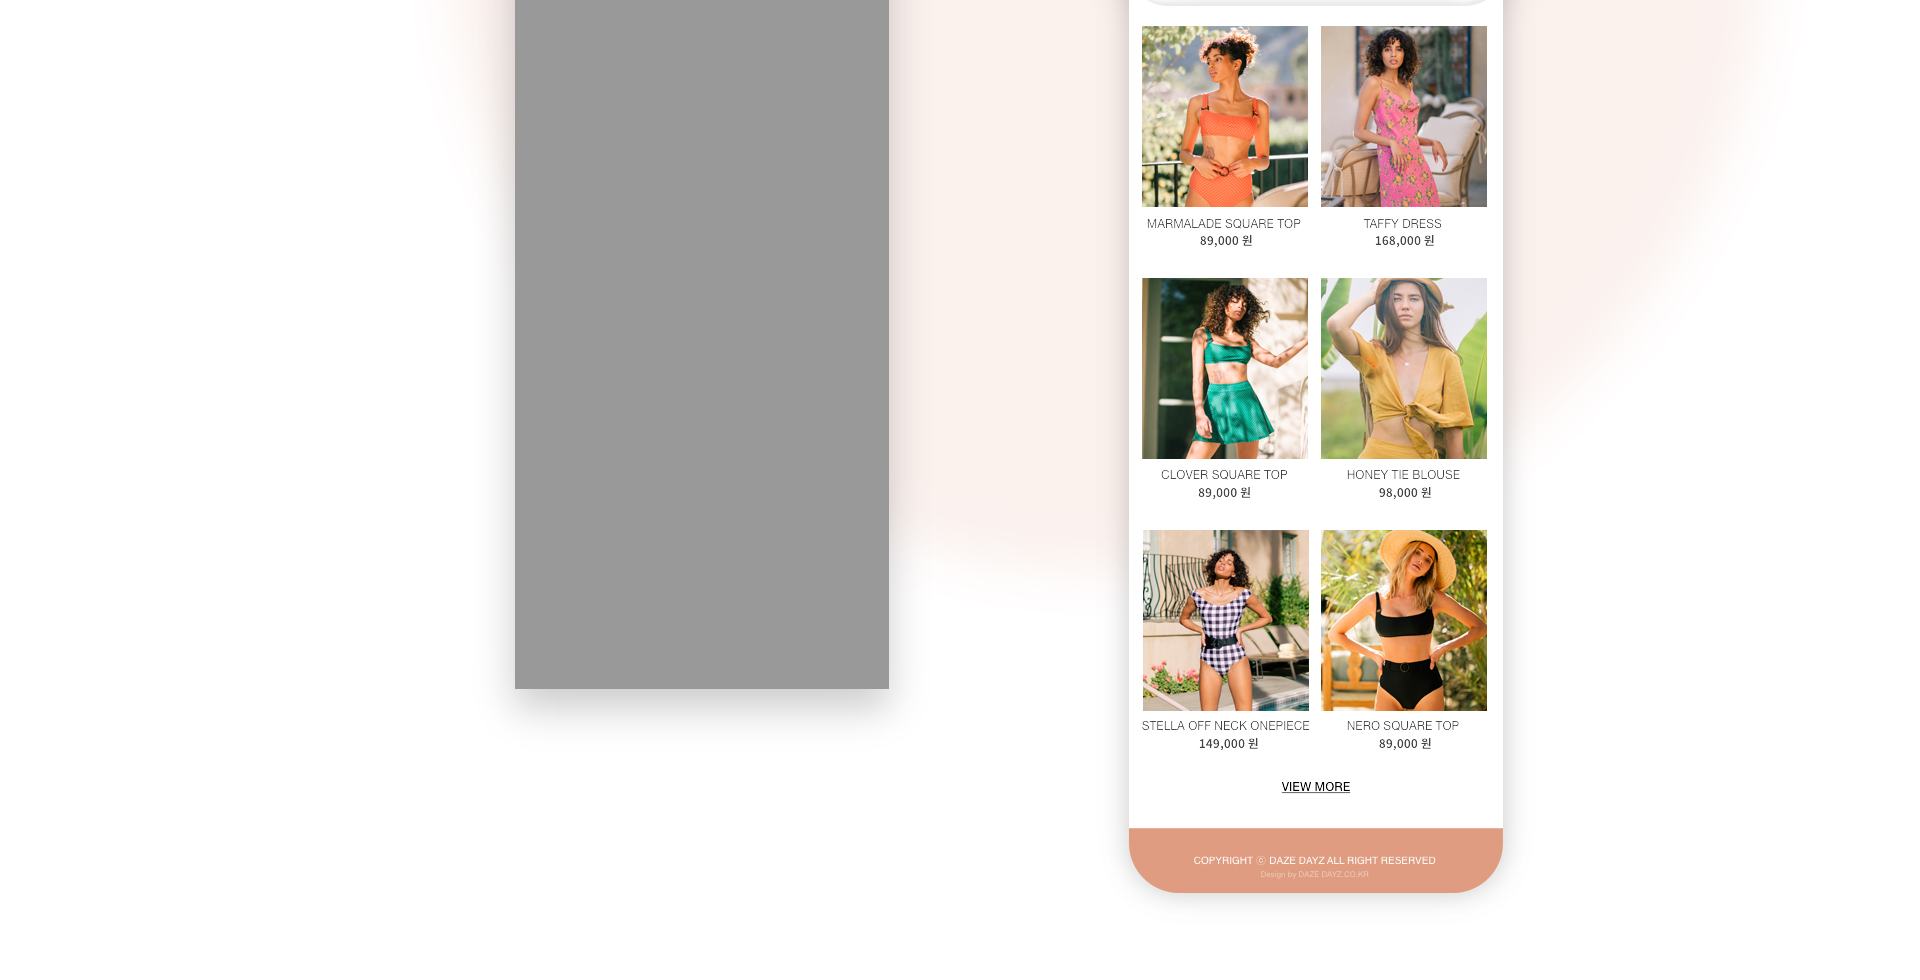 MARMALADE SQUARE TOP
89,000 원
TAFFY DRESS
168,000 원
CLOVER SQUARE TOP
89,000 원
HONEY TIE BLOUSE
98,000 원
STELLA OFF NECK ONEPIECE
149,000 원
NERO SQUARE TOP
89,000 원
VIEW MORE
COPYRIGHT ⓒ DAZE DAYZ ALL RIGHT RESERVED
Design by DAZE DAYZ.CO.KR